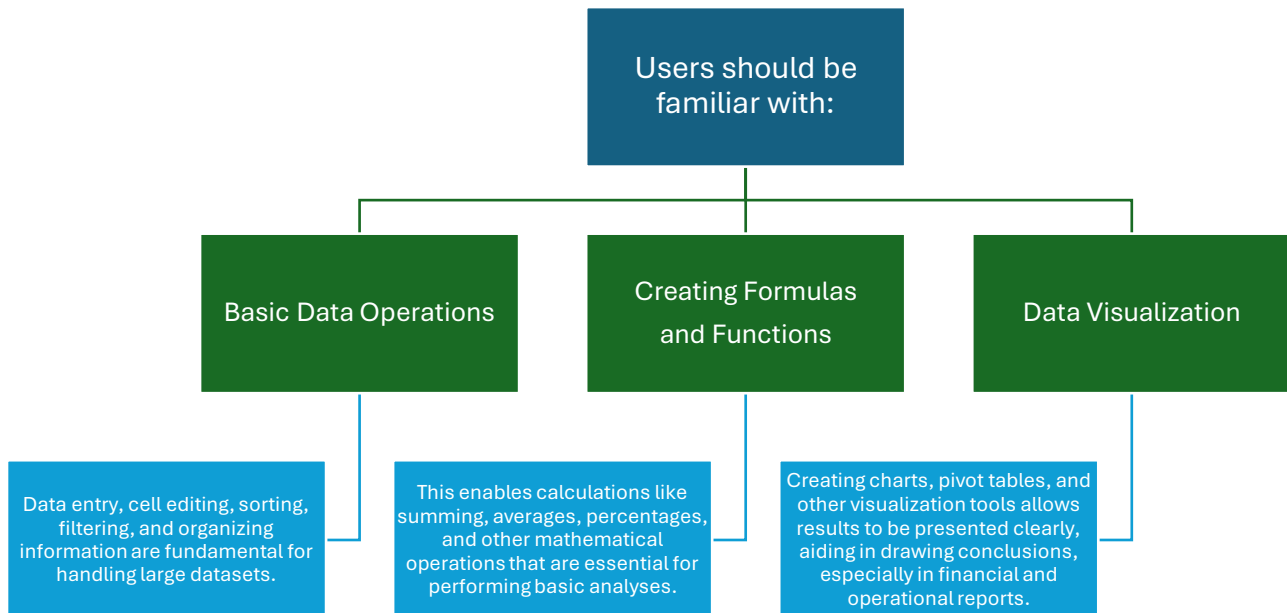 Users should be
familiar with:
Basic Data Operations
Creating Formulas
and Functions
Data Visualization
Data entry, cell editing, sorting,
filtering, and organizing
information are fundamental for
handling large datasets.
This enables calculations like
summing, averages, percentages,
and other mathematical
operations that are essential for
performing basic analyses.
Creating charts, pivot tables, and
other visualization tools allows
results to be presented clearly,
aiding in drawing conclusions,
especially in financial and
operational reports.